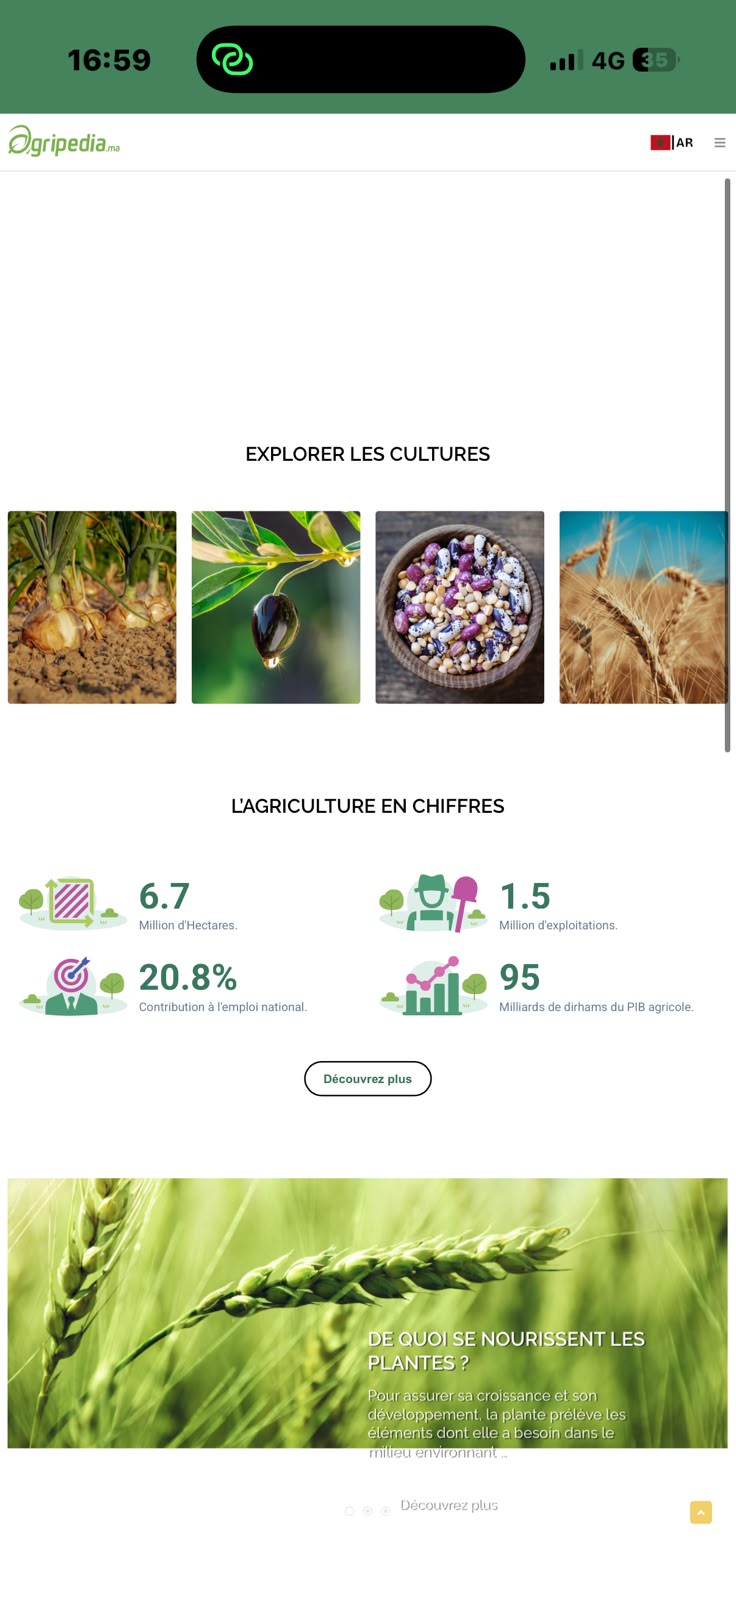 16:59
4G 35
agripedia.ma
AR
EXPLORER LES CULTURES
L'AGRICULTURE EN CHIFFRES
6.7
Million d'Hectares.
1.5
Million d'exploitations.
20.8%
Contribution à l'emploi national.
95
Milliards de dirhams du PIB agricole.
Découvrez plus
DE QUOI SE NOURISSENT LES
PLANTES ?
Pour assurer sa croissance et son
développement, la plante prélève les
éléments dont elle a besoin dans le
milieu environnant ...
Découvrez plus